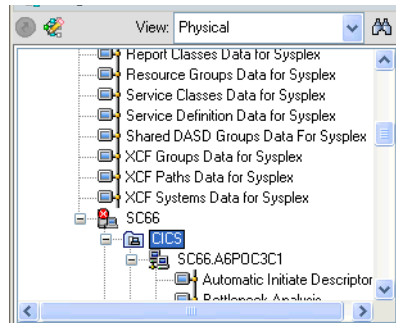 View: Physical
Report Classes Data for Sysplex
Resource Groups Data for Sysplex
Service Classes Data for Sysplex
Service Definition Data for Sysplex
Shared DASD Groups Data For Sysplex
XCF Groups Data for Sysplex
XCF Paths Data for Sysplex
XCF Systems Data for Sysplex
SC66
CICS
SC66.A6POC3C1
Automatic Initiate Descriptor
Bottleneck Analysis